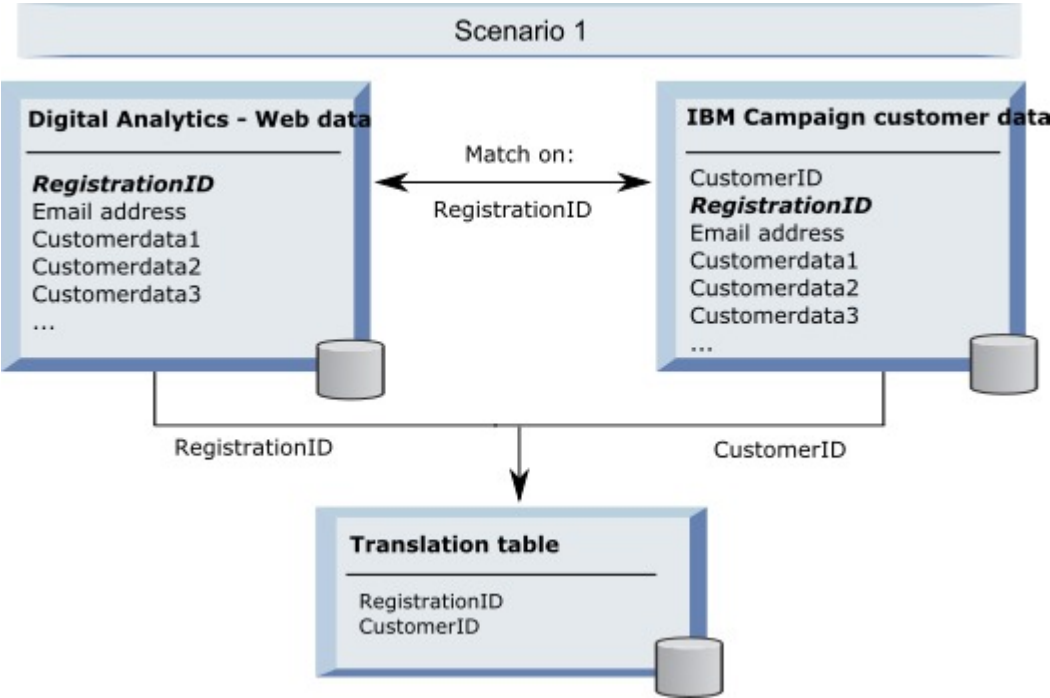 Scenario 1
Digital Analytics - Web data
RegistrationID
Email address
Customerdata1
Customerdata2
Customerdata3
...
Match on:
RegistrationID
IBM Campaign customer data
CustomerID
RegistrationID
Email address
Customerdata1
Customerdata2
Customerdata3
...
RegistrationID
CustomerID
Translation table
RegistrationID
CustomerID